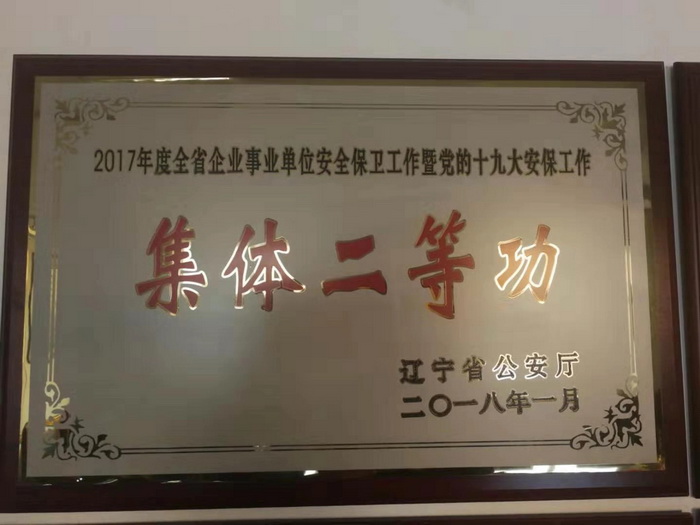 2017年度全省企业事业单位安全保卫工作暨党的十九大安保工作
集体二等功
辽宁省公安厅
二〇一八年一月